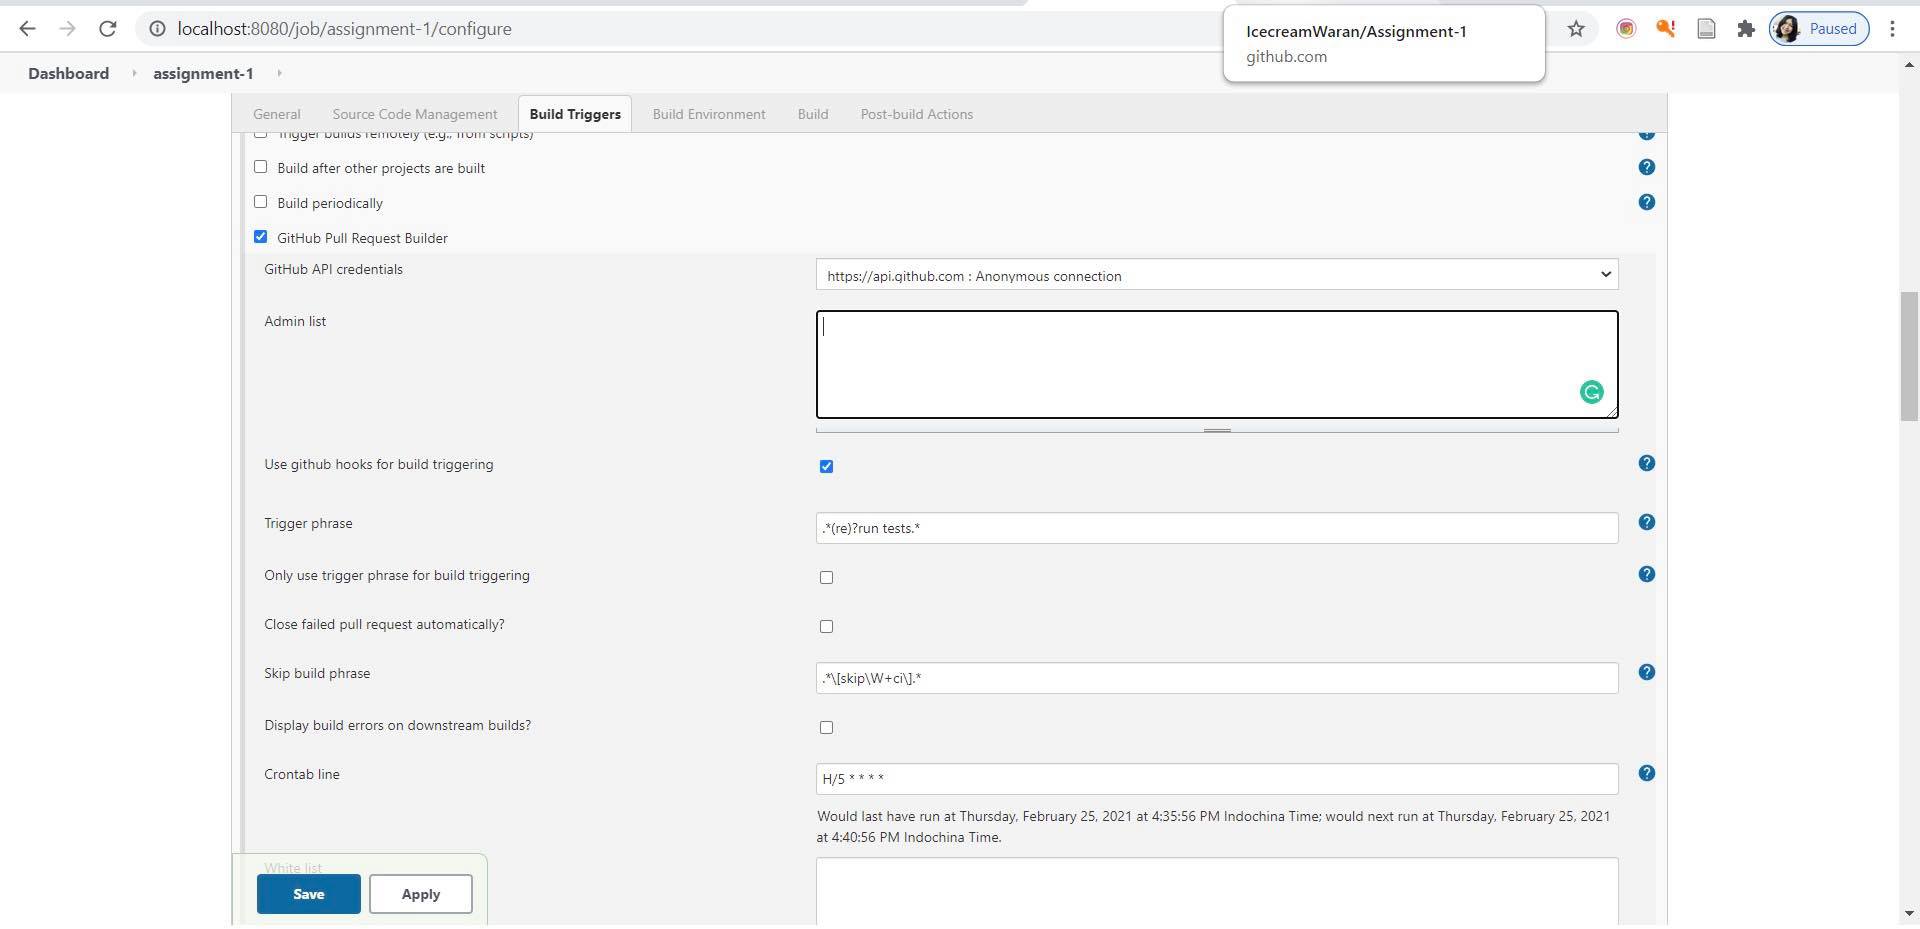 localhost:8080/job/assignment-1/configure
IcecreamWaran/Assignment-1
github.com
Paused
Dashboard
assignment-1
General Source Code Management Build Triggers Build Environment Build Post-build Actions
Trigger builds remotely (e.g., from scripts)
Build after other projects are built
Build periodically
GitHub Pull Request Builder
GitHub API credentials
https://api.github.com : Anonymous connection
Admin list
Use github hooks for build triggering
Trigger phrase
.*(re)?run tests.*
Only use trigger phrase for build triggering
Close failed pull request automatically?
Skip build phrase
.*\[skip\W+ci\].*
Display build errors on downstream builds?
Crontab line
H/5 * * * *
Would last have run at Thursday, February 25, 2021 at 4:35:56 PM Indochina Time; would next run at Thursday, February 25, 2021
at 4:40:56 PM Indochina Time.
White list
Save
Apply